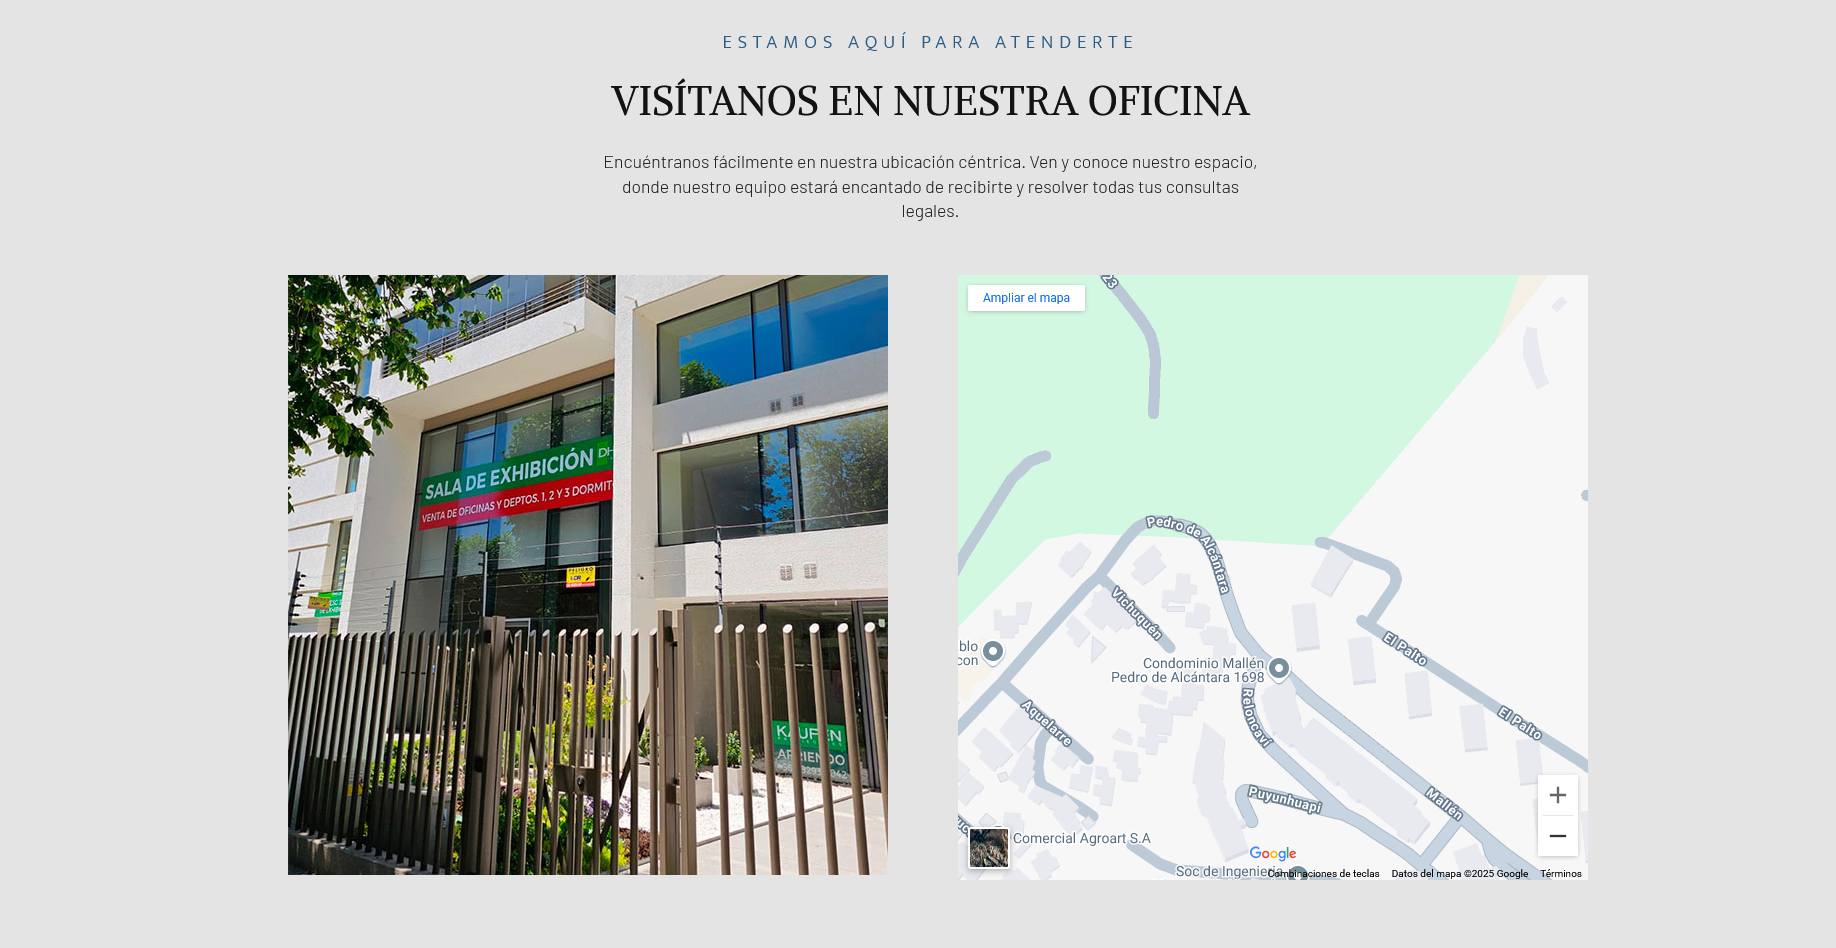 ESTAMOS AQUÍ PARA ATENDERTE
VISÍTANOS EN NUESTRA OFICINA
Encuéntranos fácilmente en nuestra ubicación céntrica. Ven y conoce nuestro espacio,
donde nuestro equipo estará encantado de recibirte y resolver todas tus consultas
legales.
SALA DE EXHIBICIÓN DH
VENTA DE OFICINAS Y DEPTOS. 1, 2 Y 3 DORMIT
PELIGRO
KAUFEN
ARRIENDO
Ampliar el mapa
23
Pedro de Alcántara
Vichuquén
El Palto
blo
con
Condominio Mallén
Pedro de Alcántara 1698
Reloncaví
Aquelarre
El Palto
Puyunhuapi
Mallén
Comercial Agroart S.A
Google
Soc de Ingeniería
Combinaciones de teclas
Datos del mapa ©2025 Google
Términos